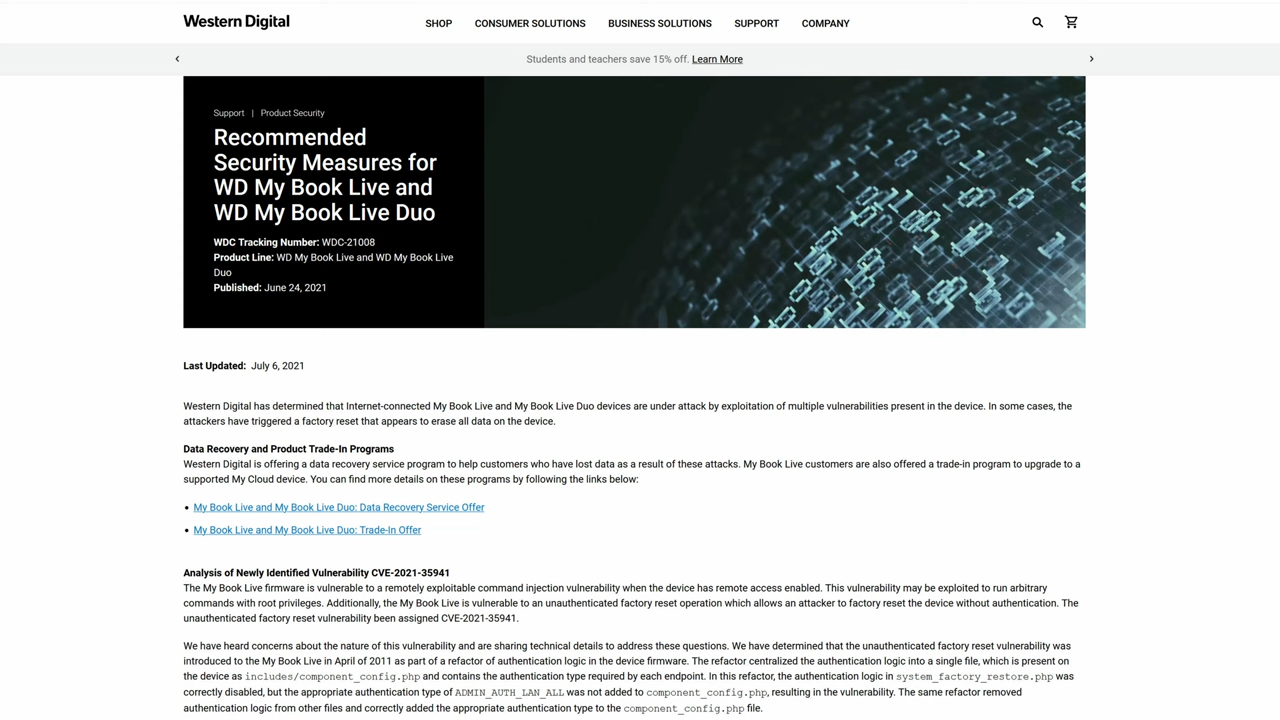 Western Digital
SHOP CONSUMER SOLUTIONS BUSINESS SOLUTIONS SUPPORT COMPANY
Students and teachers save 15% off. Learn More
Support | Product Security
Recommended
Security Measures for
WD My Book Live and
WD My Book Live Duo
WDC Tracking Number: WDC-21008
Product Line: WD My Book Live and WD My Book Live
Duo
Published: June 24, 2021
Last Updated: July 6, 2021
Western Digital has determined that Internet-connected My Book Live and My Book Live Duo devices are under attack by exploitation of multiple vulnerabilities present in the device. In some cases, the
attackers have triggered a factory reset that appears to erase all data on the device.
Data Recovery and Product Trade-In Programs
Western Digital is offering a data recovery service program to help customers who have lost data as a result of these attacks. My Book Live customers are also offered a trade-in program to upgrade to a
supported My Cloud device. You can find more details on these programs by following the links below:
• My Book Live and My Book Live Duo: Data Recovery Service Offer
• My Book Live and My Book Live Duo: Trade-In Offer
Analysis of Newly Identified Vulnerability CVE-2021-35941
The My Book Live firmware is vulnerable to a remotely exploitable command injection vulnerability when the device has remote access enabled. This vulnerability may be exploited to run arbitrary
commands with root privileges. Additionally, the My Book Live is vulnerable to an unauthenticated factory reset operation which allows an attacker to factory reset the device without authentication. The
unauthenticated factory reset vulnerability been assigned CVE-2021-35941.
We have heard concerns about the nature of this vulnerability and are sharing technical details to address these questions. We have determined that the unauthenticated factory reset vulnerability was
introduced to the My Book Live in April of 2011 as part of a refactor of authentication logic in the device firmware. The refactor centralized the authentication logic into a single file, which is present on
the device as includes/component_config.php and contains the authentication type required by each endpoint. In this refactor, the authentication logic in system_factory_restore.php was
correctly disabled, but the appropriate authentication type of ADMIN_AUTH_LAN_ALL was not added to component_config.php, resulting in the vulnerability. The same refactor removed
authentication logic from other files and correctly added the appropriate authentication type to the component_config.php file.